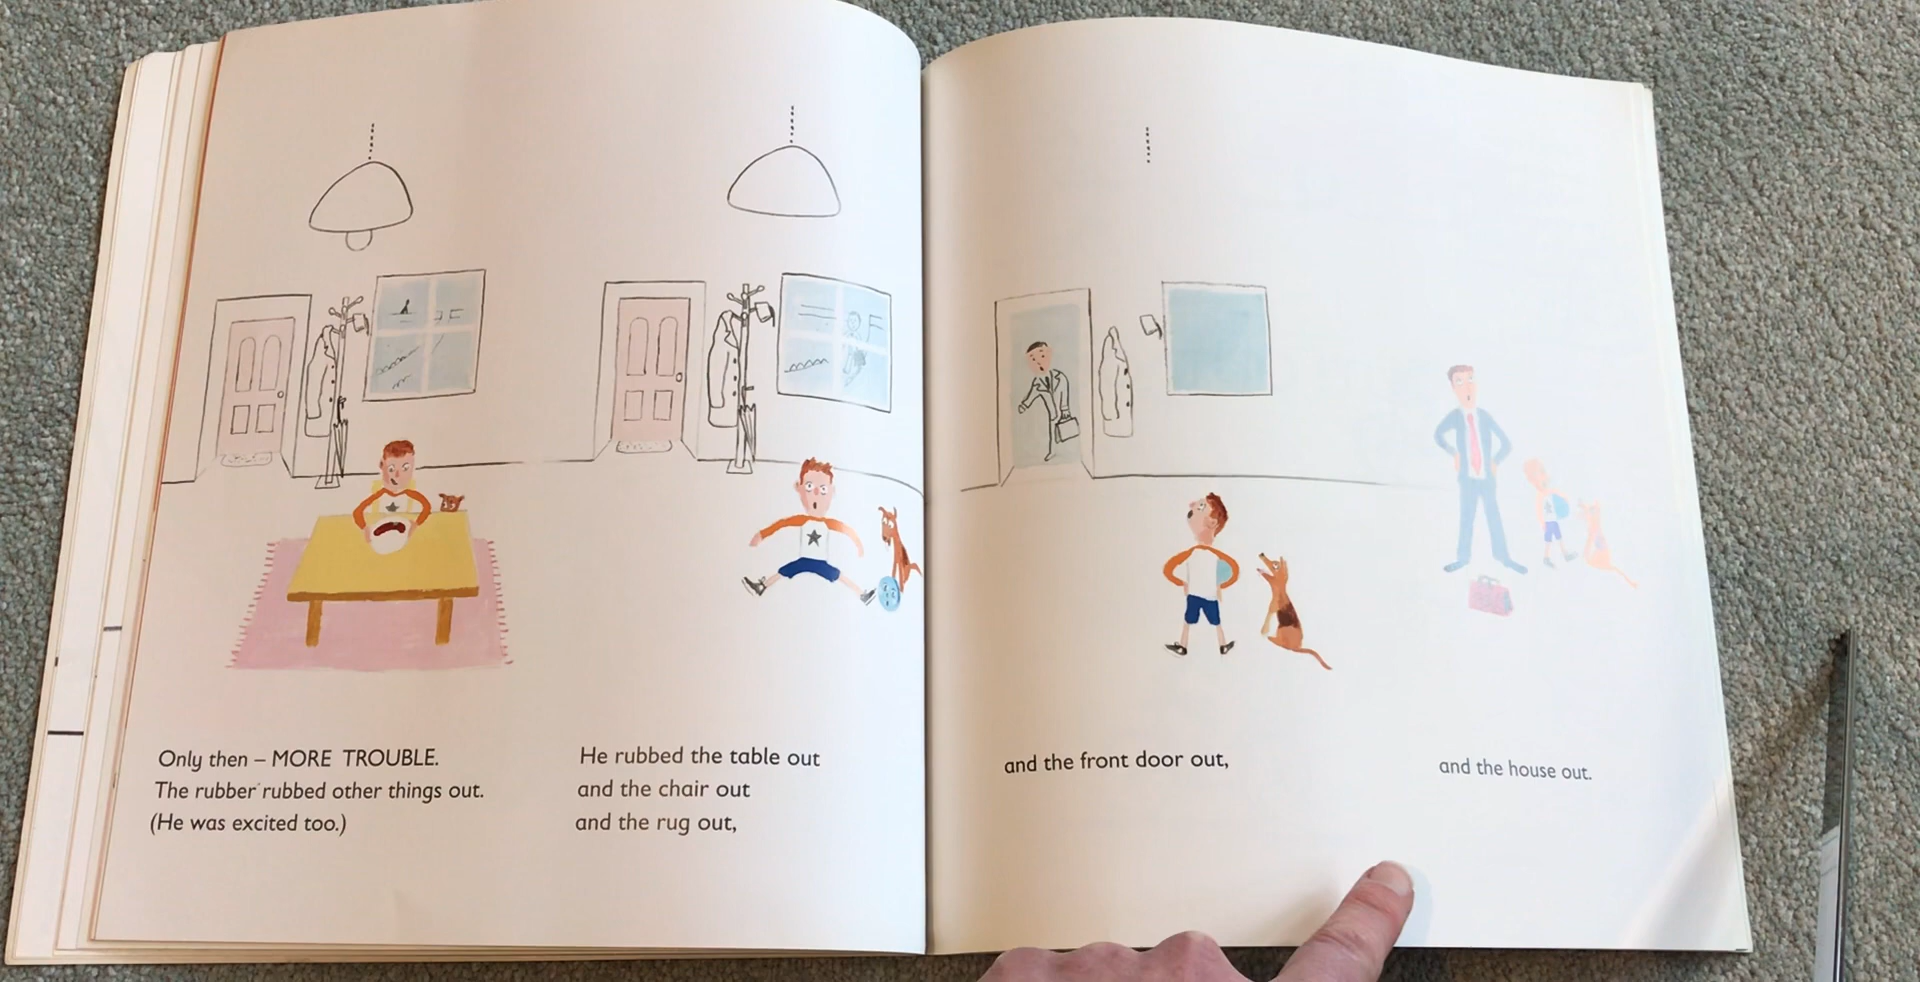 Only then – MORE TROUBLE.
The rubber rubbed other things out.
(He was excited too.)
He rubbed the table out
and the chair out
and the rug out,
and the front door out,
and the house out.